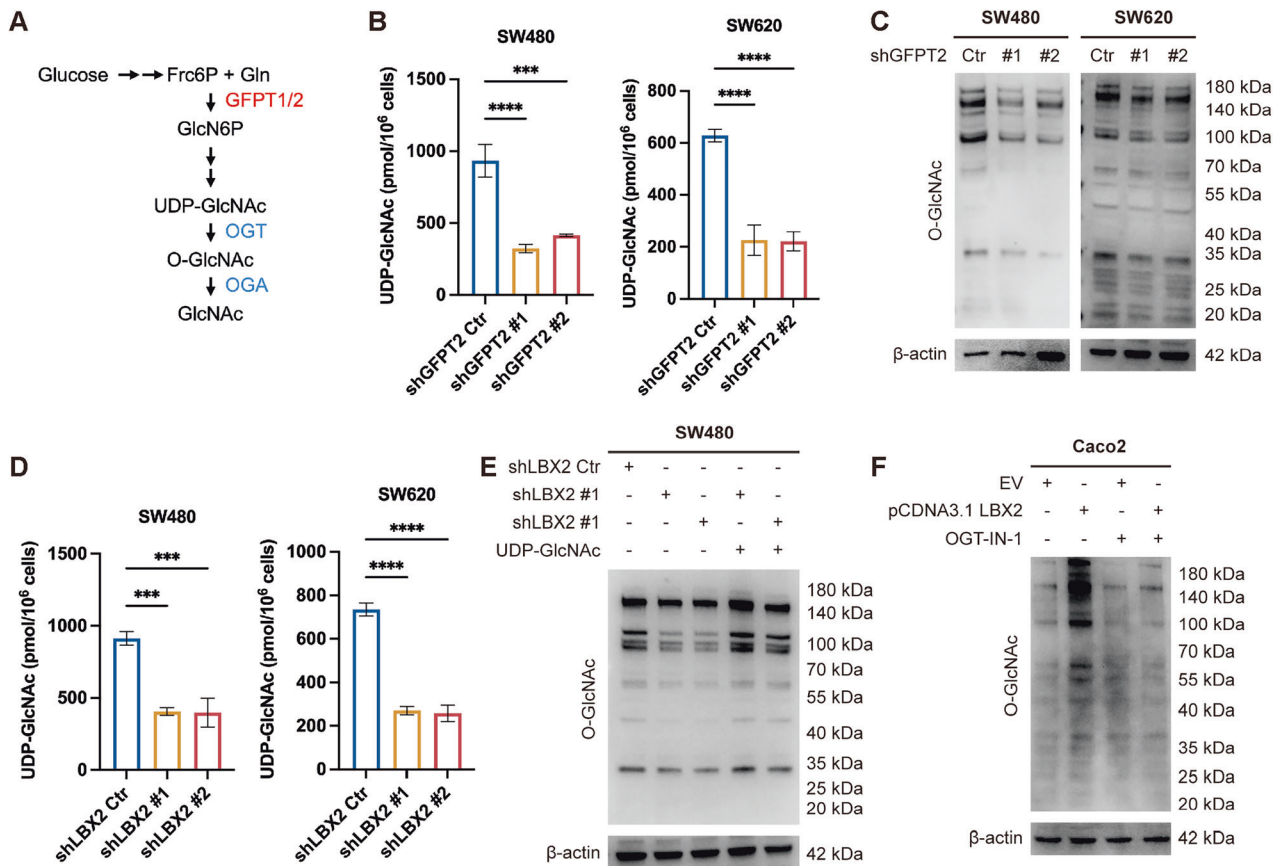 A
Glucose Frc6P + Gln
GFPT1/2
GlcN6P
UDP-GlcNAc
OGT
O-GlcNAc
OGA
GlcNAc
B
SW480
UDP-GlcNAc (pmol/10⁶ cells)
1500
1000
500
0
***
****
shGFPT2 Ctr
shGFPT2 #1
shGFPT2 #2
SW620
UDP-GlcNAc (pmol/10⁶ cells)
800
600
400
200
0
****
****
shGFPT2 Ctr
shGFPT2 #1
shGFPT2 #2
C
SW480 SW620
shGFPT2 Ctr #1 #2 Ctr #1 #2
O-GlcNAc
180 kDa
140 kDa
100 kDa
70 kDa
55 kDa
40 kDa
35 kDa
25 kDa
20 kDa
β-actin 42 kDa
D
SW480
UDP-GlcNAc (pmol/10⁶ cells)
1500
1000
500
0
***
***
shLBX2 Ctr
shLBX2 #1
shLBX2 #2
SW620
UDP-GlcNAc (pmol/10⁶ cells)
1000
800
600
400
200
0
****
****
shLBX2 Ctr
shLBX2 #1
shLBX2 #2
E
SW480
shLBX2 Ctr + - - - -
shLBX2 #1 - + - + -
shLBX2 #1 - - + - +
UDP-GlcNAc - - - + +
O-GlcNAc
180 kDa
140 kDa
100 kDa
70 kDa
55 kDa
40 kDa
35 kDa
25 kDa
20 kDa
β-actin 42 kDa
F
Caco2
EV + - + -
pCDNA3.1 LBX2 - + - +
OGT-IN-1 - - + +
O-GlcNAc
180 kDa
140 kDa
100 kDa
70 kDa
55 kDa
40 kDa
35 kDa
25 kDa
20 kDa
β-actin 42 kDa